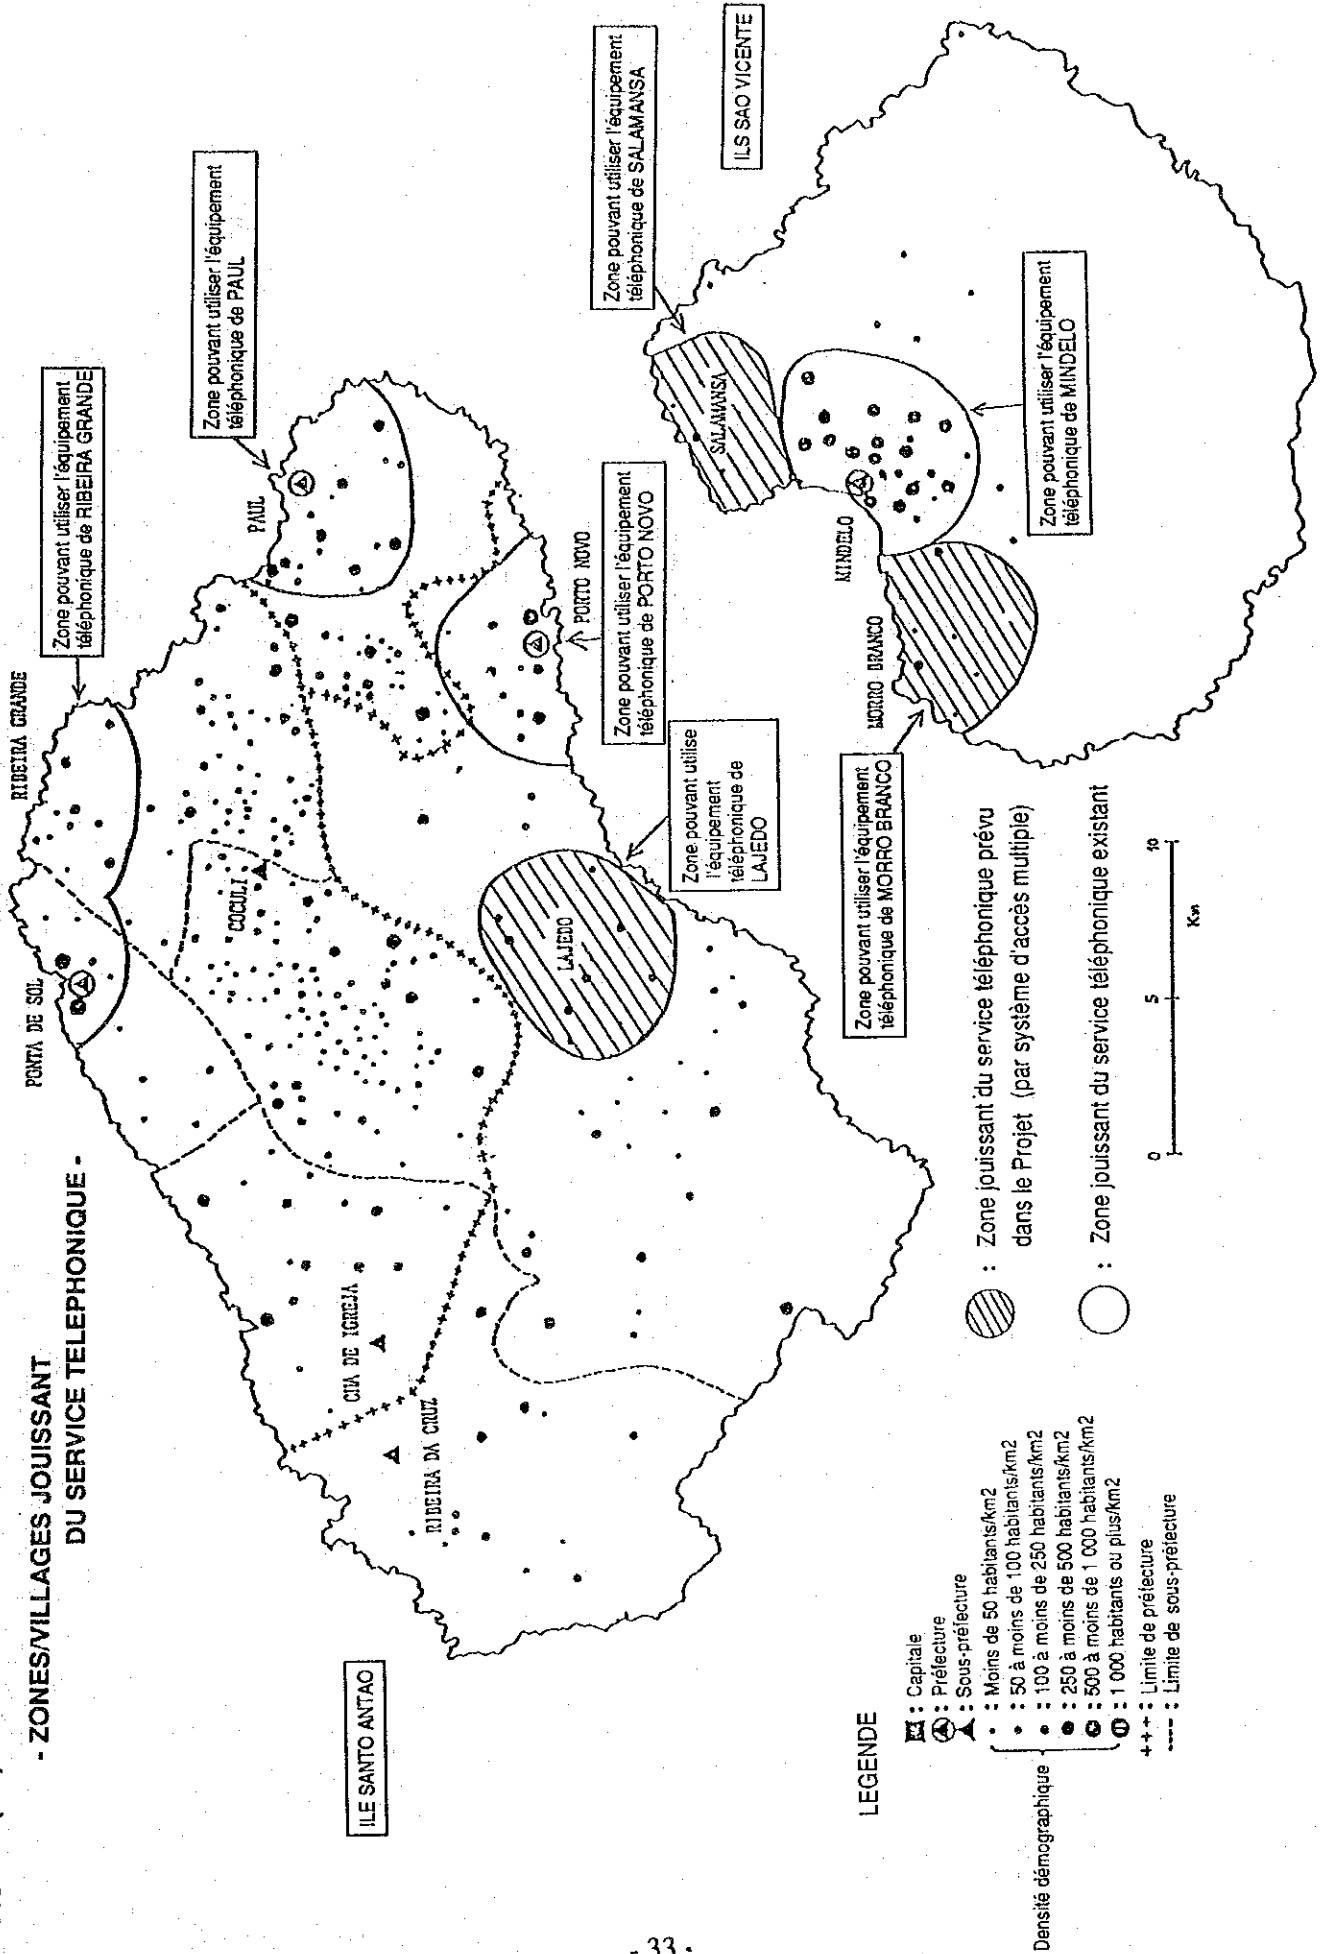 - ZONES/VILLAGES JOUISSANT
DU SERVICE TELEPHONIQUE -
ILE SANTO ANTAO
PONTA DE SOL
RIBEIRA GRANDE
Zone pouvant utiliser l'équipement
téléphonique de RIBEIRA GRANDE
Zone pouvant utiliser l'équipement
téléphonique de PAUL
PAUL
COCULI
CHA DE IGREJA
RIBEIRA DA CRUZ
LAJEDO
PORTO NOVO
Zone pouvant utiliser l'équipement
téléphonique de PORTO NOVO
Zone pouvant utilise
l'équipement
téléphonique de
LAJEDO
Zone pouvant utiliser l'équipement
téléphonique de SALAMANSA
ILS SAO VICENTE
SALAMANSA
MINDELO
MORRO BRANCO
Zone pouvant utiliser l'équipement
téléphonique de MINDELO
Zone pouvant utiliser l'équipement
téléphonique de MORRO BRANCO
LEGENDE
: Capitale
: Préfecture
: Sous-préfecture
Densité démographique
: Moins de 50 habitants/km2
: 50 à moins de 100 habitants/km2
: 100 à moins de 250 habitants/km2
: 250 à moins de 500 habitants/km2
: 500 à moins de 1 000 habitants/km2
: 1 000 habitants ou plus/km2
+++ : Limite de préfecture
---- : Limite de sous-préfecture
: Zone jouissant du service téléphonique prévu
dans le Projet (par système d'accès multiple)
: Zone jouissant du service téléphonique existant
0 5 10
Km
- 33 -